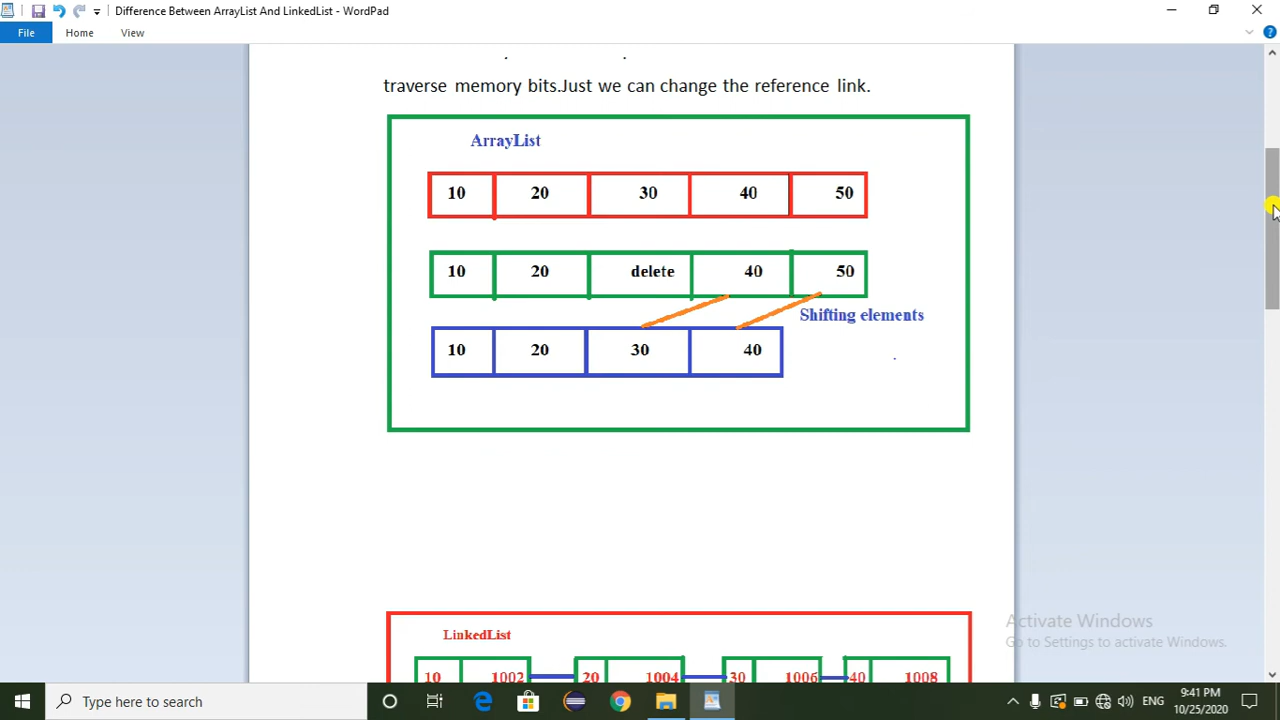 Difference Between ArrayList And LinkedList - WordPad
File Home View
traverse memory bits.Just we can change the reference link.
ArrayList
10 20 30 40 50
10 20 delete 40 50
Shifting elements
10 20 30 40
LinkedList
10 1002 20 1004 30 1006 40 1008
Activate Windows
Go to Settings to activate Windows.
Type here to search
ENG
9:41 PM
10/25/2020